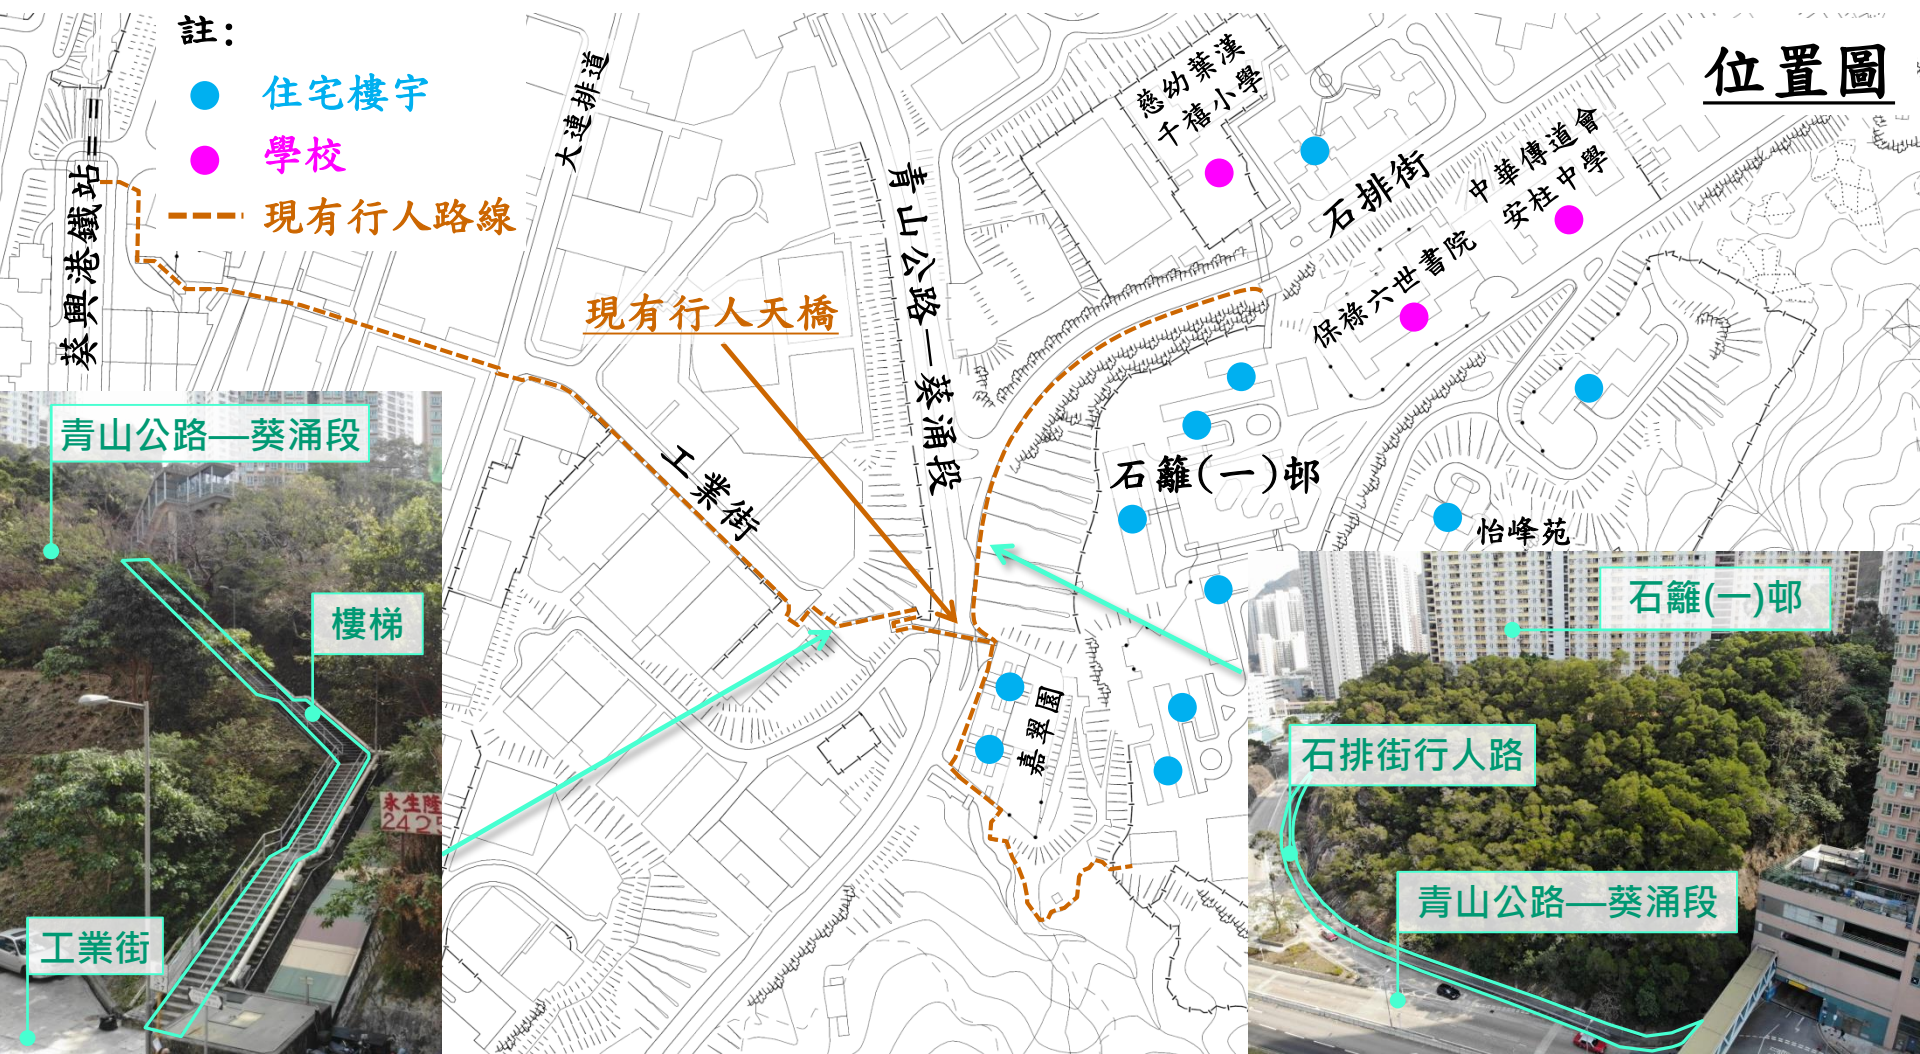 註:
住宅樓宇
學校
現有行人路線
位置圖
葵興港鐵站
大連排道
青山公路—葵涌段
慈幼葉漢
千禧小學
石排街
中華傳道會
安柱中學
保祿六世書院
現有行人天橋
工業街
石籬(一)邨
怡峰苑
嘉翠園
青山公路—葵涌段
樓梯
永生隆
2425
工業街
石籬(一)邨
石排街行人路
青山公路—葵涌段